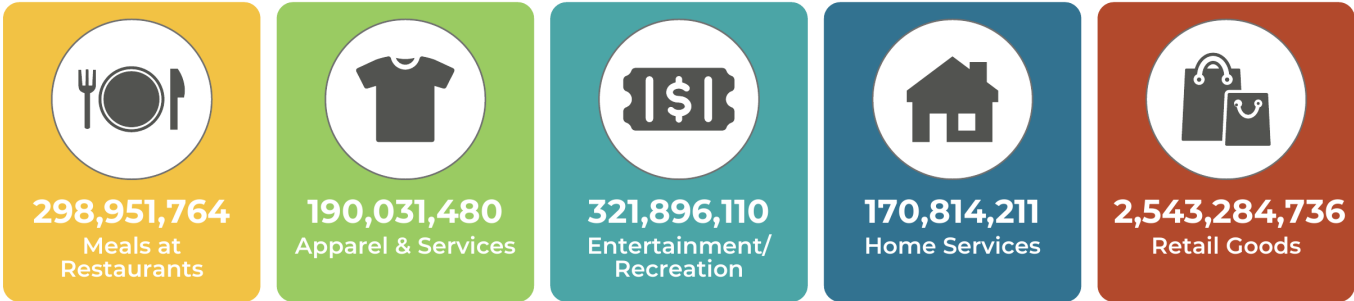 298,951,764
Meals at
Restaurants
190,031,480
Apparel & Services
$
321,896,110
Entertainment/
Recreation
170,814,211
Home Services
2,543,284,736
Retail Goods